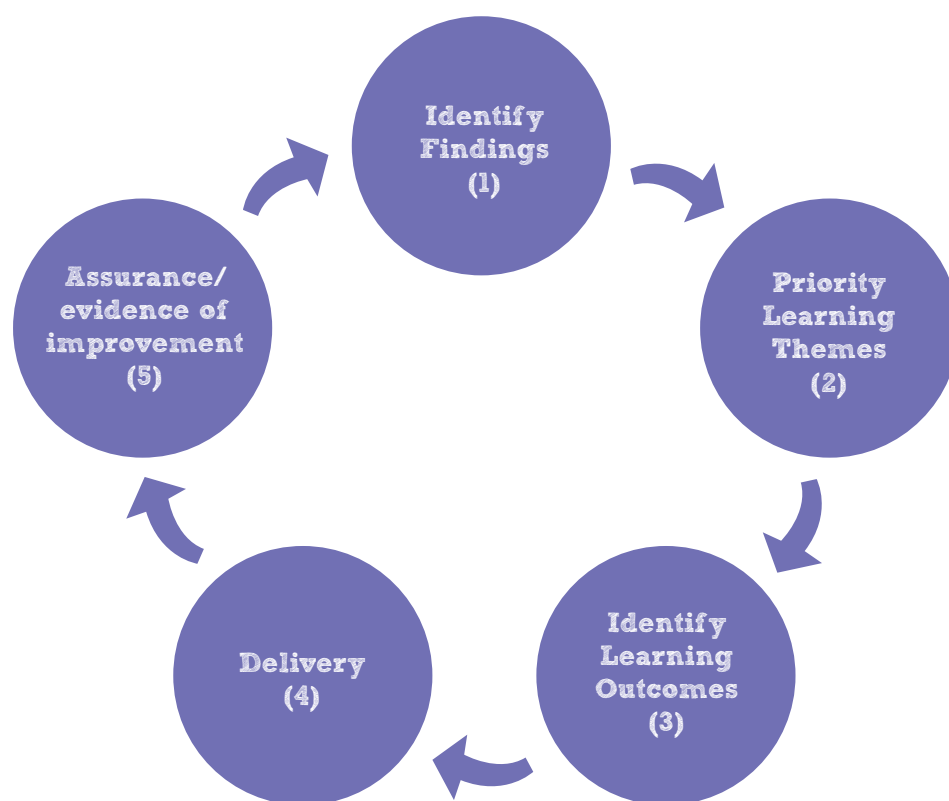 Identify
Findings
(1)
Priority
Learning
Themes
(2)
Identify
Learning
Outcomes
(3)
Delivery
(4)
Assurance/
evidence of
improvement
(5)